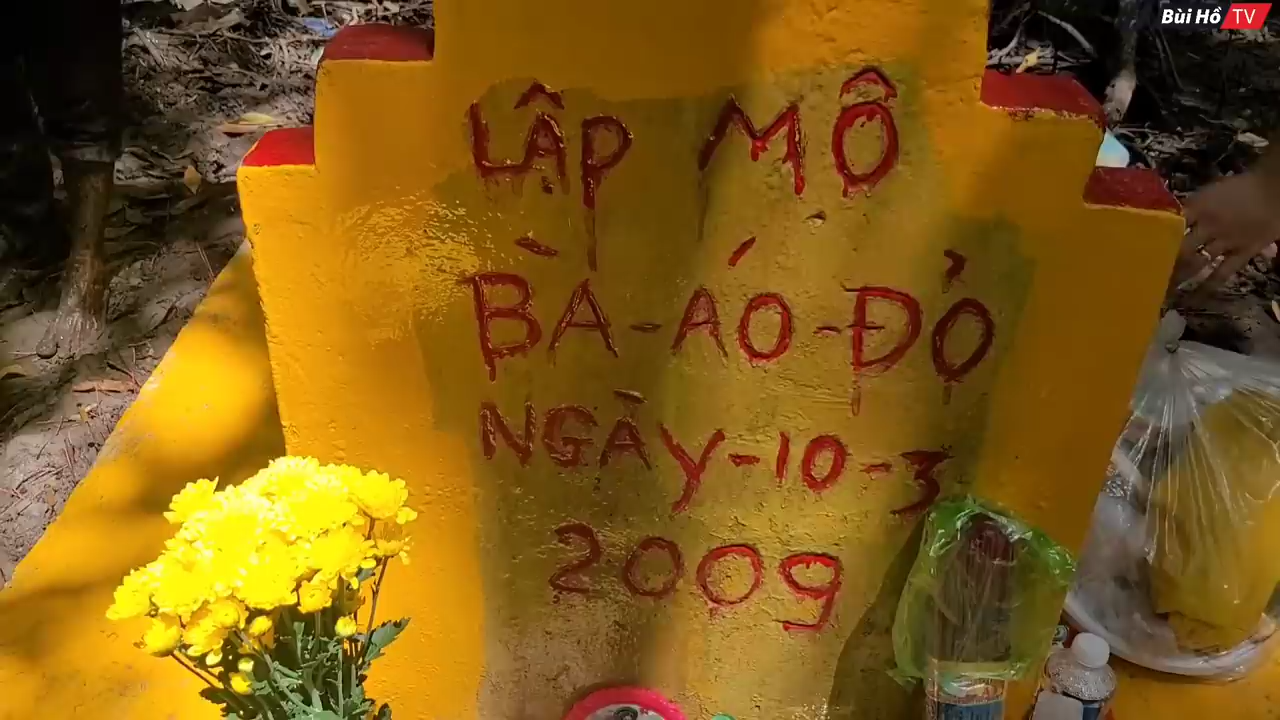 Bùi Hồ TV
LẬP MỘ
BÀ-ÁO-ĐỎ
NGÀY-10-3
2009